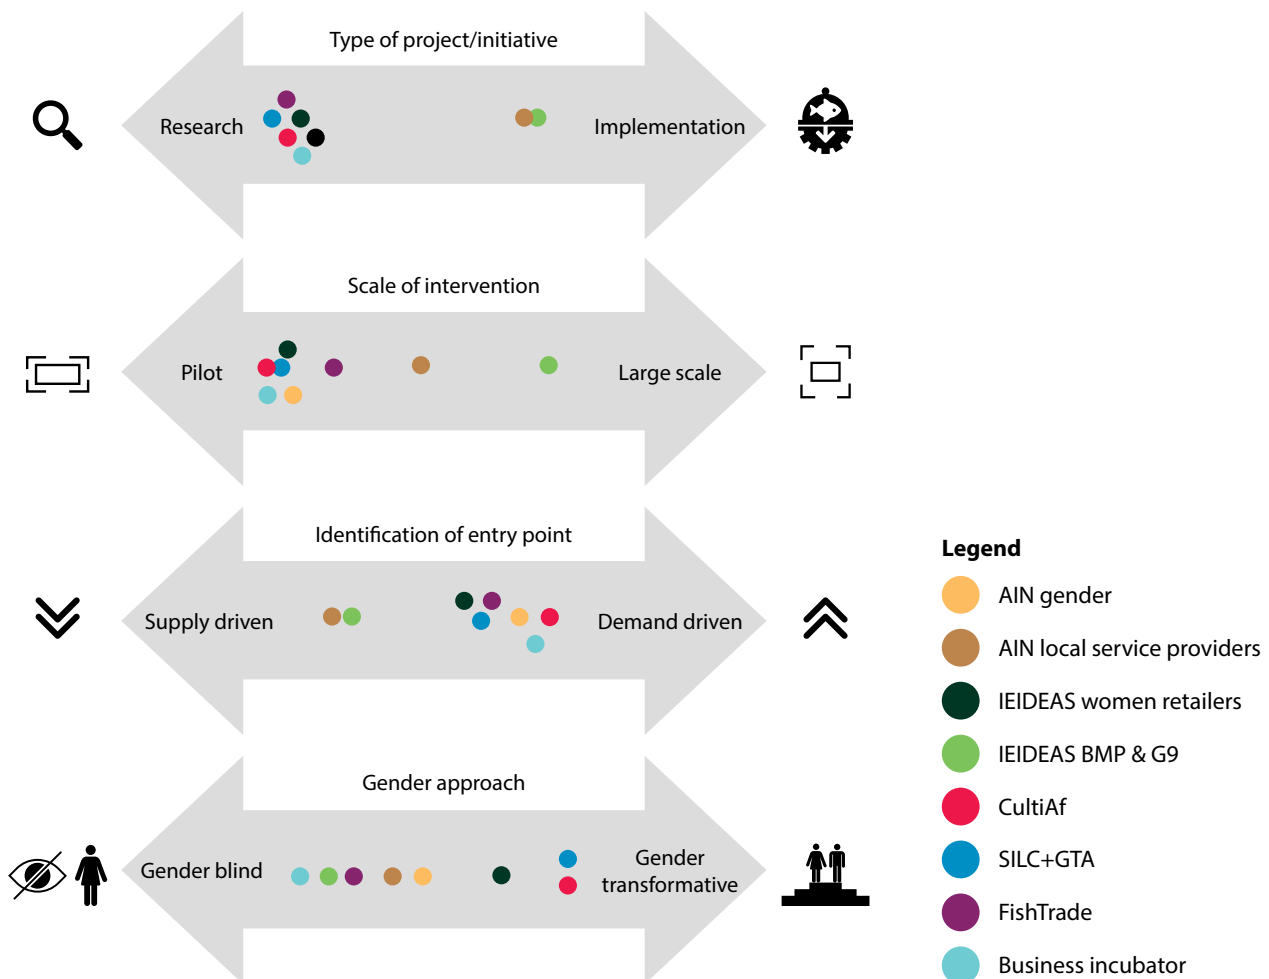 Type of project/initiative
Research
Implementation
Scale of intervention
Pilot
Large scale
Identification of entry point
Supply driven
Demand driven
Gender approach
Gender blind
Gender
transformative
Legend
AIN gender
AIN local service providers
IEIDEAS women retailers
IEIDEAS BMP & G9
CultiAf
SILC+GTA
FishTrade
Business incubator